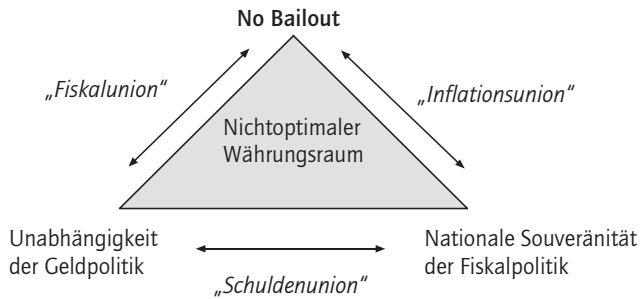 No Bailout
„Fiskalunion“
„Inflationsunion“
Nichtoptimaler
Währungsraum
Unabhängigkeit
der Geldpolitik
Nationale Souveränität
der Fiskalpolitik
„Schuldenunion“